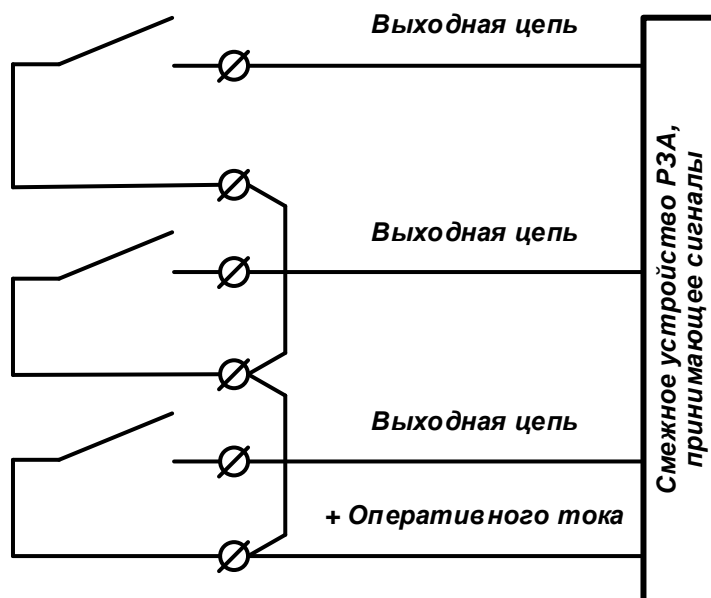 Выходная цепь
Выходная цепь
Выходная цепь
+ Оперативного тока
Смежное устройство РЗА,
принимающее сигналы